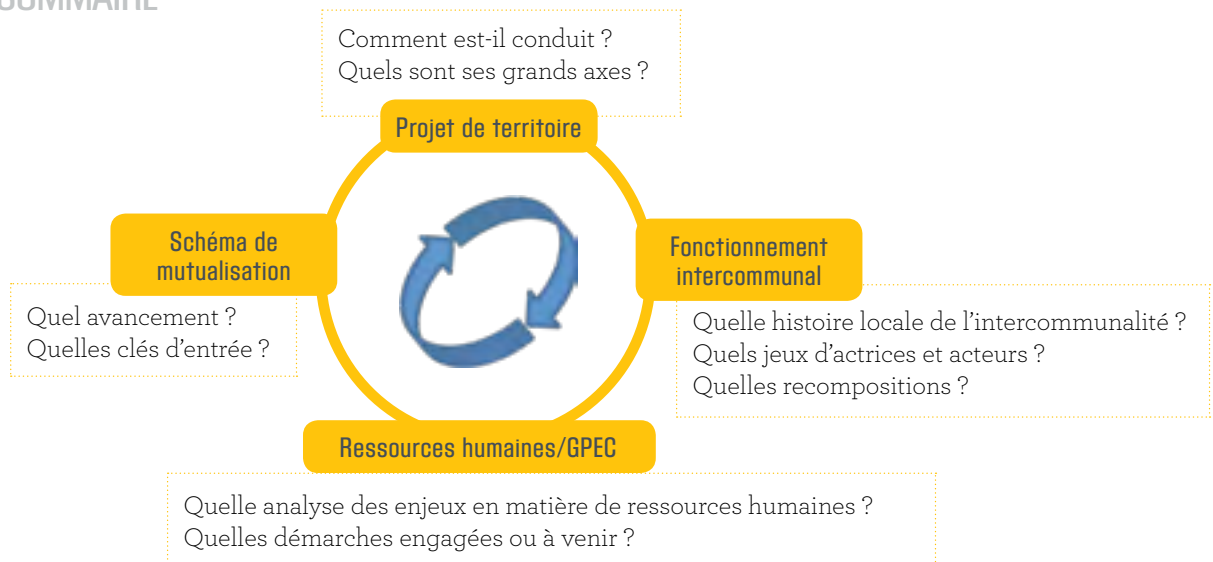 SOMMAIRE
Comment est-il conduit ?
Quels sont ses grands axes ?
Projet de territoire
Schéma de
mutualisation
Quel avancement ?
Quelles clés d'entrée ?
Fonctionnement
intercommunal
Quelle histoire locale de l'intercommunalité ?
Quels jeux d'actrices et acteurs ?
Quelles recompositions ?
Ressources humaines/GPEC
Quelle analyse des enjeux en matière de ressources humaines ?
Quelles démarches engagées ou à venir ?